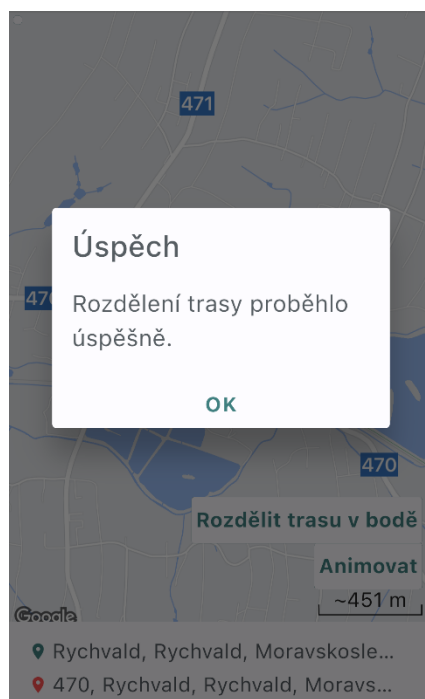 471
Úspěch
Rozdělení trasy proběhlo
úspěšně.
OK
470
Rozdělit trasu v bodě
Animovat
~451 m
Google
Rychvald, Rychvald, Moravskosle...
470, Rychvald, Rychvald, Moravs...